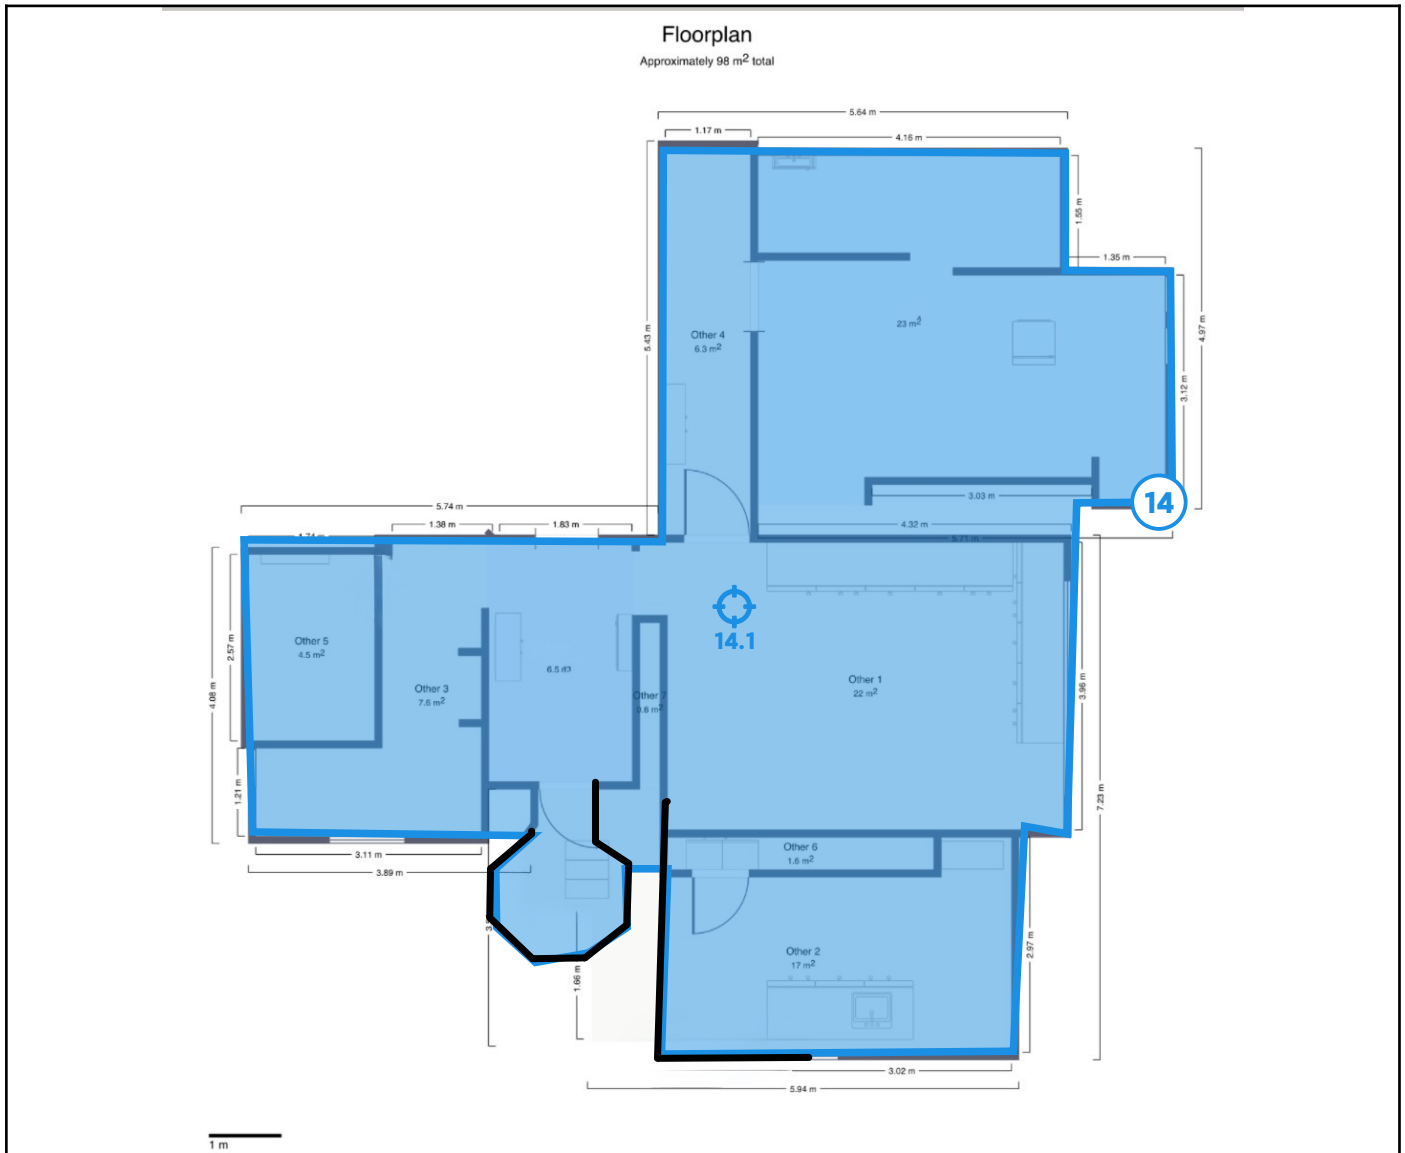 Floorplan
Approximately 98 m² total
5.64 m
1.17 m
4.16 m
1.55 m
1.35 m
5.43 m
4.97 m
Other 4
6.3 m²
23 m²
3.12 m
3.03 m
14
5.74 m
1.38 m
1.83 m
4.32 m
5.71 m
14.1
2.57 m
Other 5
4.5 m²
4.08 m
Other 3
7.6 m²
6.5 m²
Other 7
0.6 m²
Other 1
22 m²
3.96 m
1.21 m
7.23 m
3.11 m
3.89 m
Other 6
1.6 m²
Other 2
17 m²
2.97 m
1.66 m
3.02 m
5.94 m
1 m